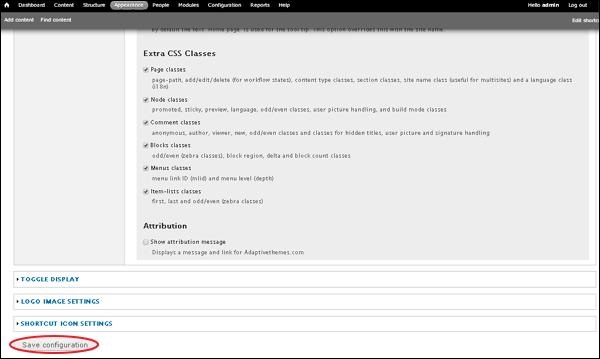 Dashboard Content Structure Appearance People Modules Configuration Reports Help Hello admin Log out
Add content Find content Edit shortc
by default the text: Home page, is used for the tool tip. This option overrides this with the Site Name.
Extra CSS Classes
Page classes
page-path, add/edit/delete (for workflow states), content type classes, section classes, site name class (useful for multisites) and a language class
(i18n)
Node classes
promoted, sticky, preview, language, odd/even classes, user picture handling, and build mode classes
Comment classes
anonymous, author, viewer, new, odd/even classes and classes for hidden titles, user picture and signature handling
Blocks classes
odd/even (zebra classes), block region, delta and block count classes
Menus classes
menu link ID (mlid) and menu level (depth)
Item-lists classes
first, last and odd/even (zebra classes)
Attribution
Show attribution message
Displays a message and link for Adaptivethemes.com
TOGGLE DISPLAY
LOGO IMAGE SETTINGS
SHORTCUT ICON SETTINGS
Save configuration